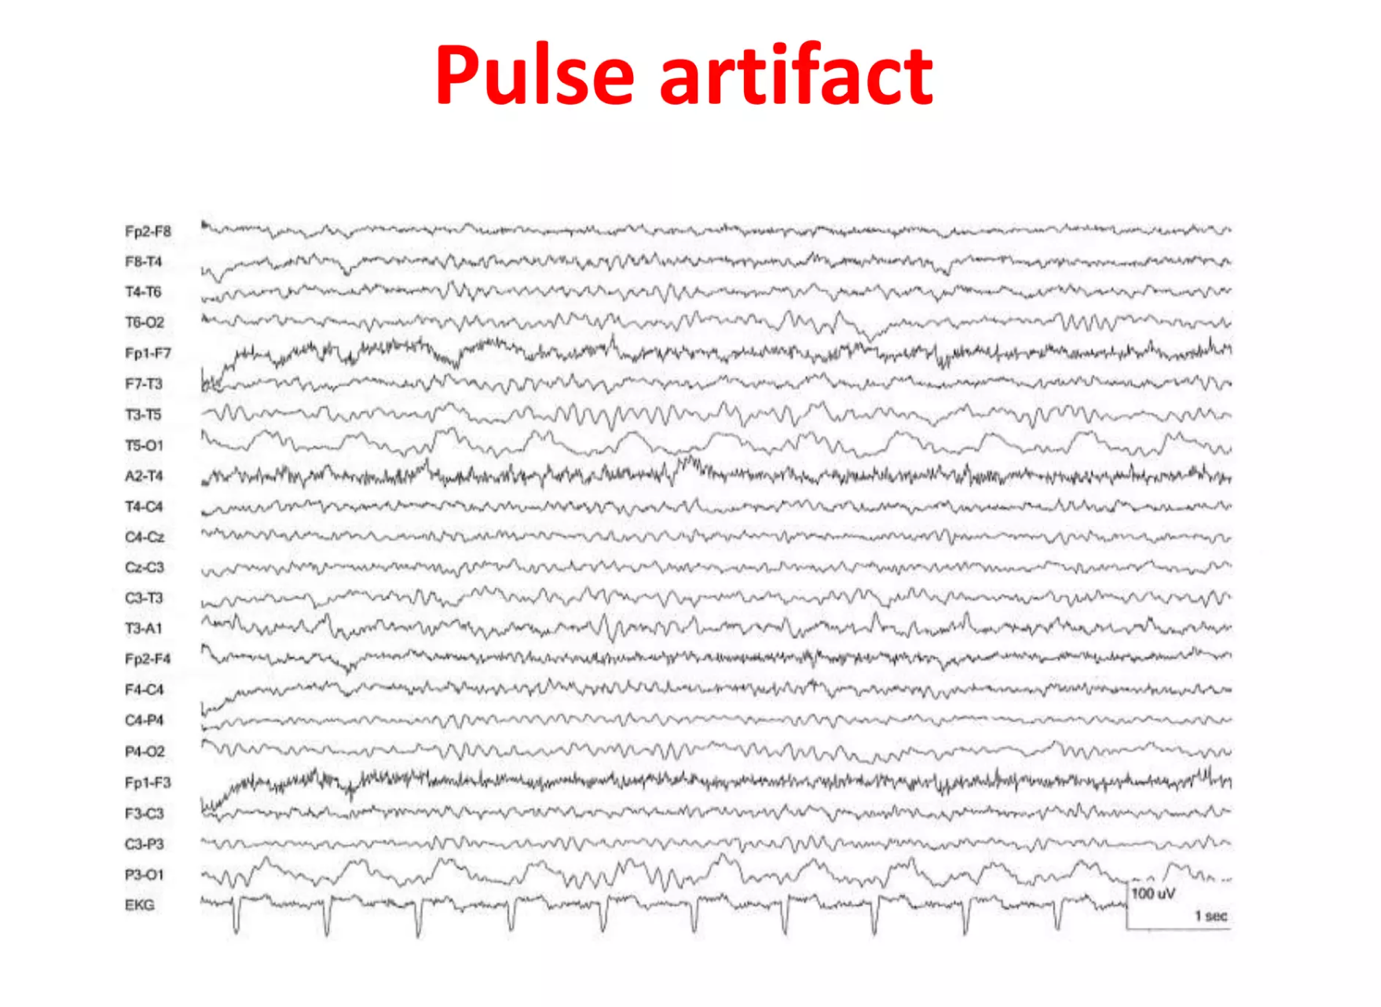 Pulse artifact
Fp2-F8
F8-T4
T4-T6
T6-O2
Fp1-F7
F7-T3
T3-T5
T5-O1
A2-T4
T4-C4
C4-Cz
Cz-C3
C3-T3
T3-A1
Fp2-F4
F4-C4
C4-P4
P4-O2
Fp1-F3
F3-C3
C3-P3
P3-O1
EKG
100 uV
1 sec